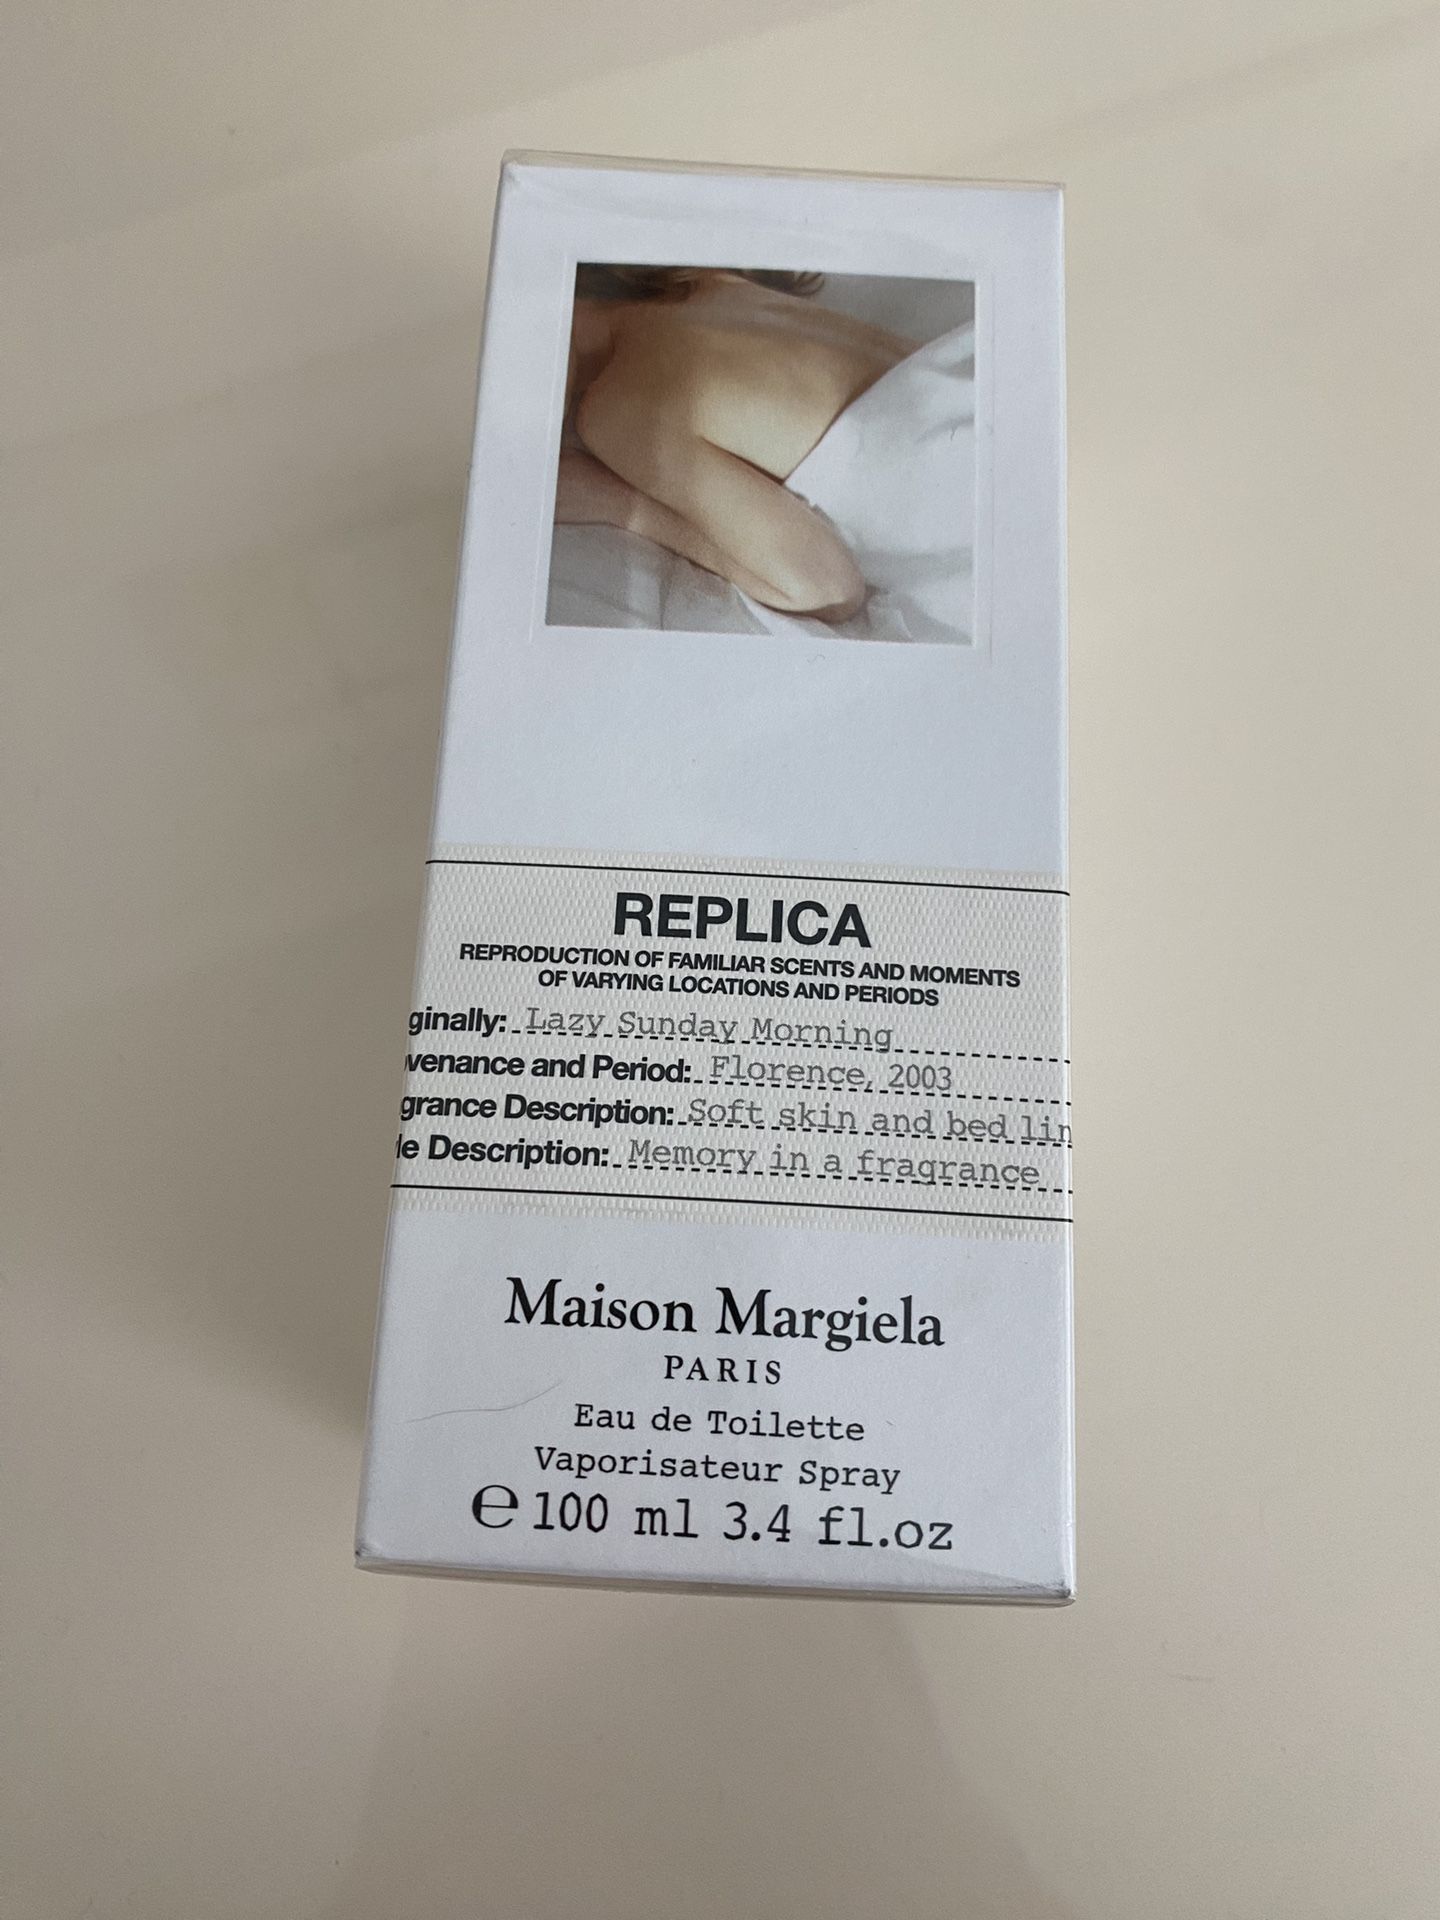 REPLICA
REPRODUCTION OF FAMILIAR SCENTS AND MOMENTS
OF VARYING LOCATIONS AND PERIODS
ginally: Lazy Sunday Morning
venance and Period: Florence, 2003
grance Description: Soft skin and bed lin
le Description: Memory in a fragrance
Maison Margiela
PARIS
Eau de Toilette
Vaporisateur Spray
℮ 100 ml 3.4 fl.oz